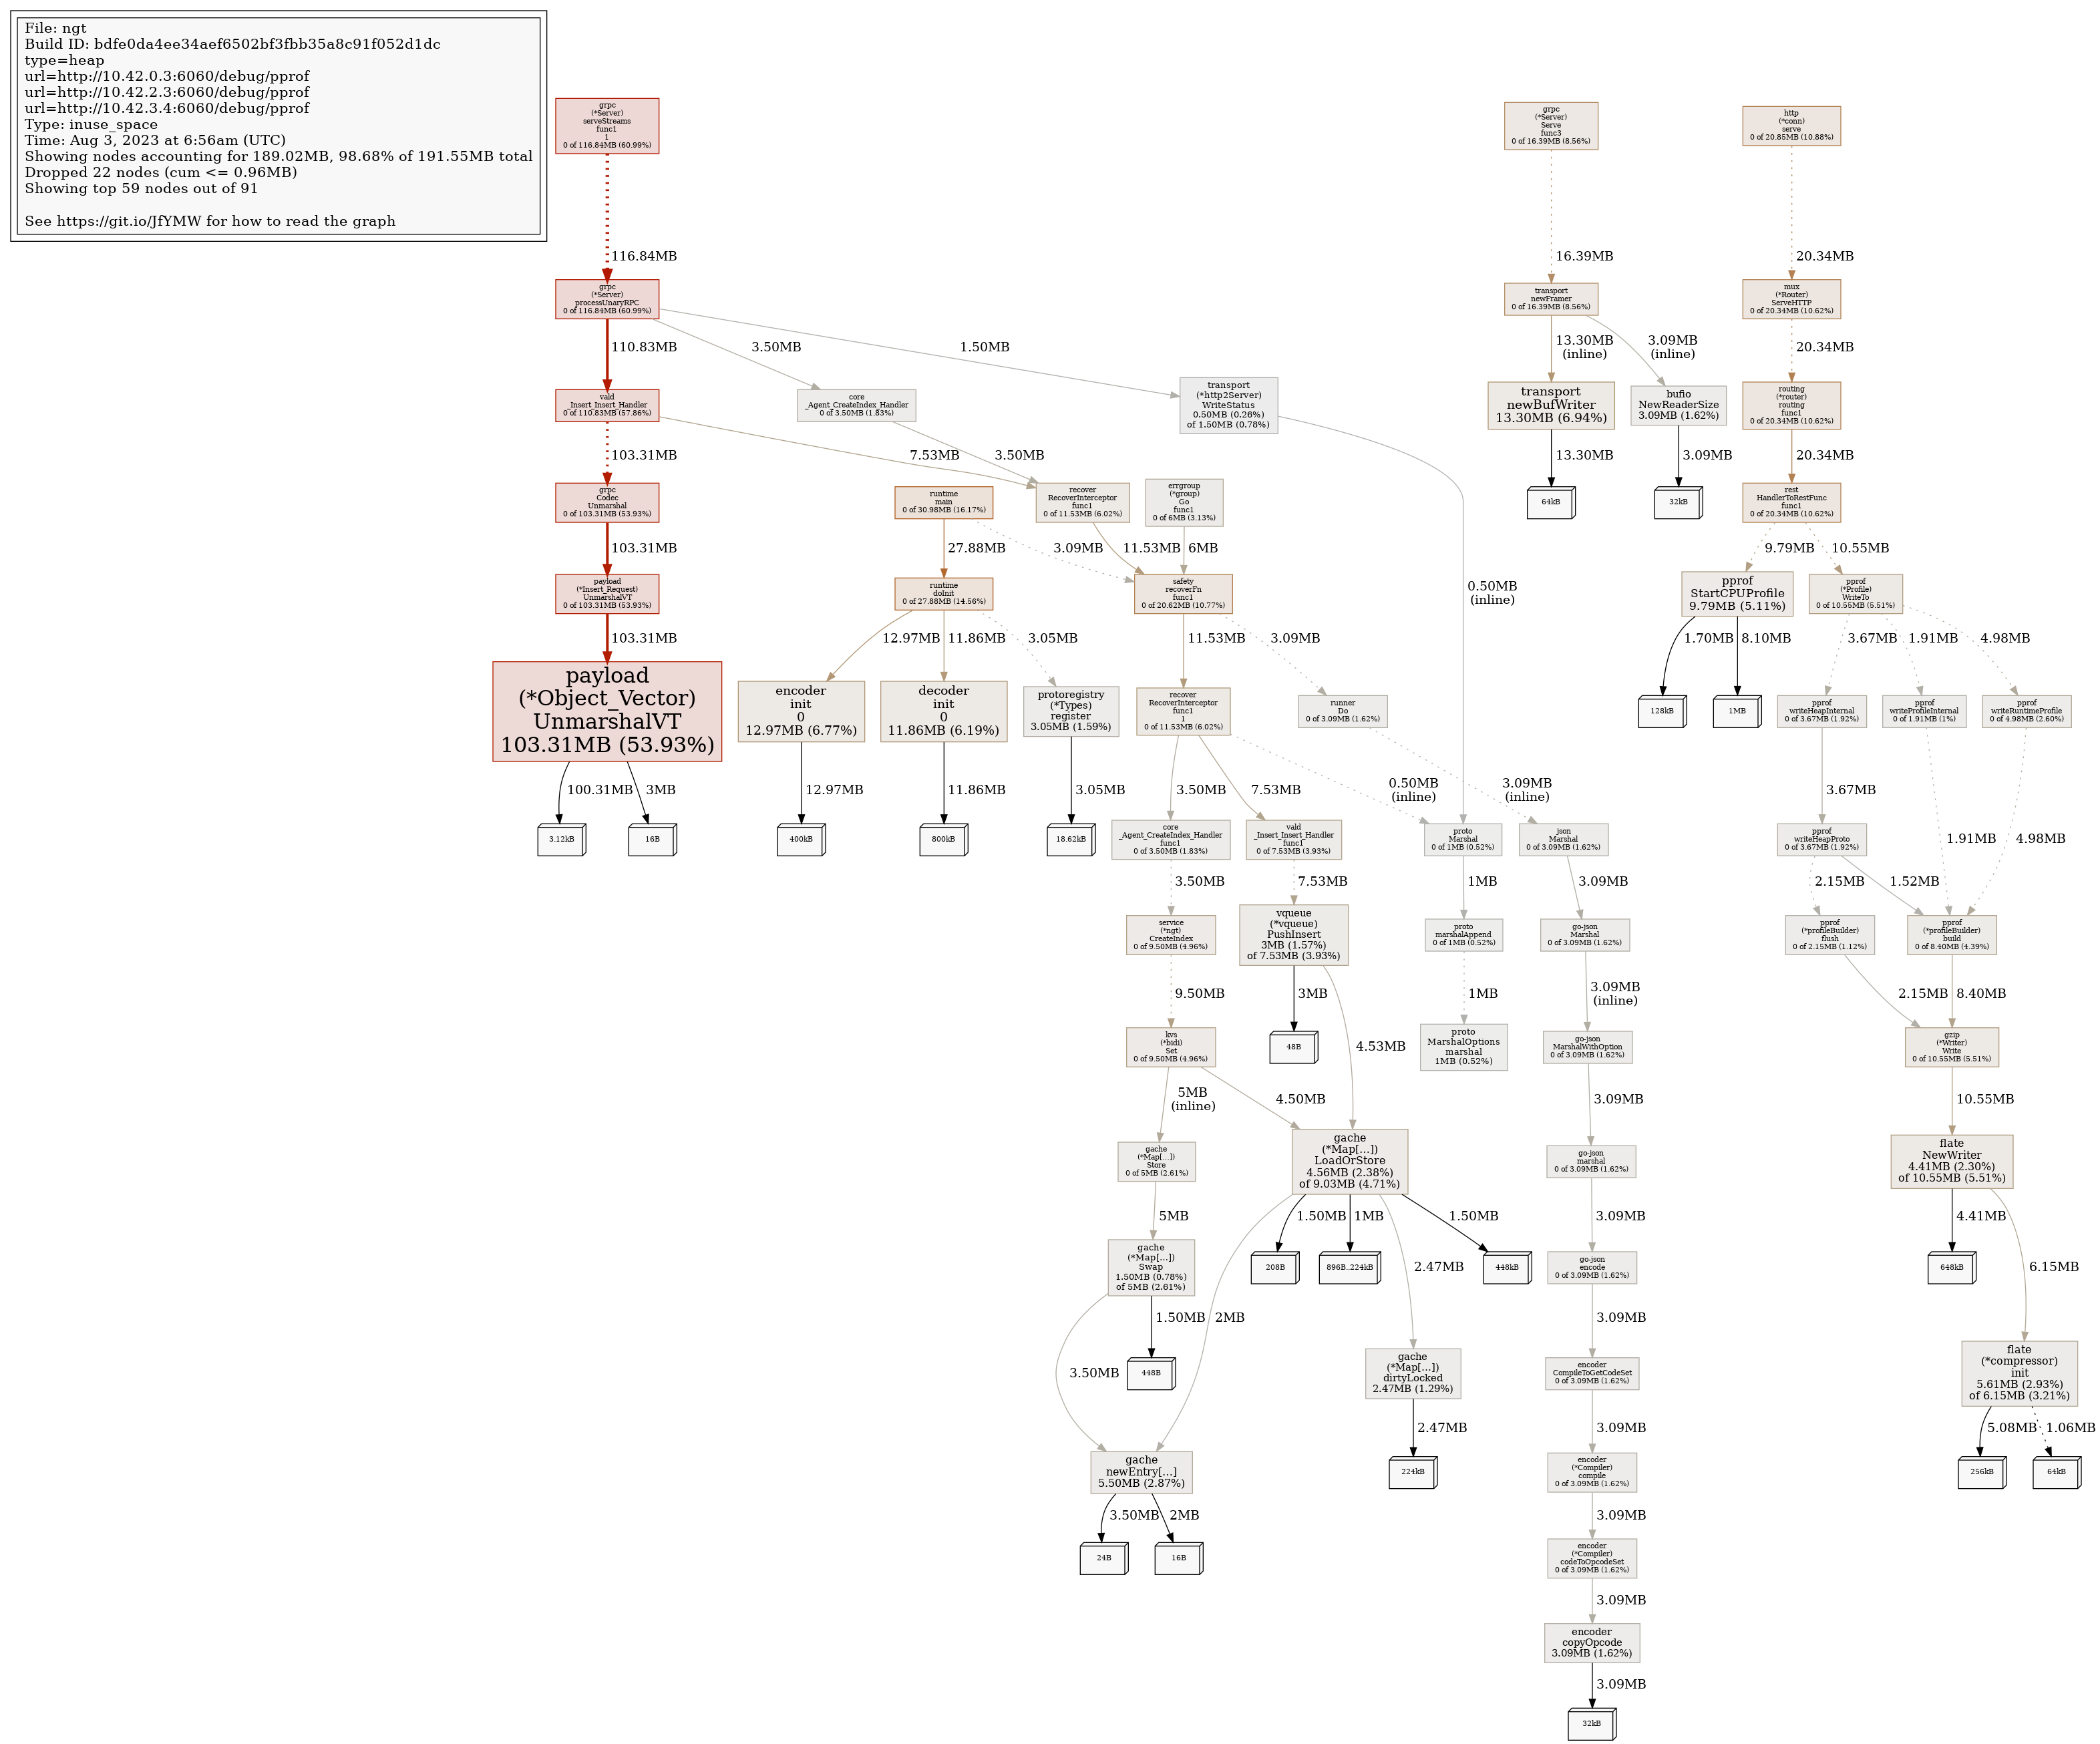 File: ngt
Build ID: bdfe0da4ee34aef6502bf3fbb35a8c91f052d1dc
type=heap
url=http://10.42.0.3:6060/debug/pprof
url=http://10.42.2.3:6060/debug/pprof
url=http://10.42.3.4:6060/debug/pprof
Type: inuse_space
Time: Aug 3, 2023 at 6:56am (UTC)
Showing nodes accounting for 189.02MB, 98.68% of 191.55MB total
Dropped 22 nodes (cum <= 0.96MB)
Showing top 59 nodes out of 91
See https://git.io/JfYMW for how to read the graph
grpc
(*Server)
serveStreams
func1
1
0 of 116.84MB (60.99%)
grpc
(*Server)
Serve
func3
0 of 16.39MB (8.56%)
http
(*conn)
serve
0 of 20.85MB (10.88%)
116.84MB
16.39MB
20.34MB
grpc
(*Server)
processUnaryRPC
0 of 116.84MB (60.99%)
transport
newFramer
0 of 16.39MB (8.56%)
mux
(*Router)
ServeHTTP
0 of 20.34MB (10.62%)
110.83MB
3.50MB
1.50MB
13.30MB
(inline)
3.09MB
(inline)
20.34MB
vald
_Insert_Insert_Handler
0 of 110.83MB (57.86%)
core
_Agent_CreateIndex_Handler
0 of 3.50MB (1.83%)
transport
(*http2Server)
WriteStatus
0.50MB (0.26%)
of 1.50MB (0.78%)
transport
newBufWriter
13.30MB (6.94%)
bufio
NewReaderSize
3.09MB (1.62%)
routing
(*router)
routing
func1
0 of 20.34MB (10.62%)
103.31MB
7.53MB
3.50MB
13.30MB
3.09MB
20.34MB
grpc
Codec
Unmarshal
0 of 103.31MB (53.93%)
runtime
main
0 of 30.98MB (16.17%)
recover
RecoverInterceptor
func1
0 of 11.53MB (6.02%)
errgroup
(*group)
Go
func1
0 of 6MB (3.13%)
64kB
32kB
rest
HandlerToRestFunc
func1
0 of 20.34MB (10.62%)
103.31MB
27.88MB
3.09MB
11.53MB
6MB
0.50MB
(inline)
9.79MB
10.55MB
payload
(*Insert_Request)
UnmarshalVT
0 of 103.31MB (53.93%)
runtime
doInit
0 of 27.88MB (14.56%)
safety
recoverFn
func1
0 of 20.62MB (10.77%)
pprof
StartCPUProfile
9.79MB (5.11%)
pprof
(*Profile)
WriteTo
0 of 10.55MB (5.51%)
103.31MB
12.97MB
11.86MB
3.05MB
11.53MB
3.09MB
1.70MB
8.10MB
3.67MB
1.91MB
4.98MB
payload
(*Object_Vector)
UnmarshalVT
103.31MB (53.93%)
encoder
init
0
12.97MB (6.77%)
decoder
init
0
11.86MB (6.19%)
protoregistry
(*Types)
register
3.05MB (1.59%)
recover
RecoverInterceptor
func1
1
0 of 11.53MB (6.02%)
runner
Do
0 of 3.09MB (1.62%)
128kB
1MB
pprof
writeHeapInternal
0 of 3.67MB (1.92%)
pprof
writeProfileInternal
0 of 1.91MB (1%)
pprof
writeRuntimeProfile
0 of 4.98MB (2.60%)
100.31MB
3MB
12.97MB
11.86MB
3.05MB
3.50MB
7.53MB
0.50MB
(inline)
3.09MB
(inline)
3.67MB
3.12kB
16B
400kB
800kB
18.62kB
core
_Agent_CreateIndex_Handler
func1
0 of 3.50MB (1.83%)
vald
_Insert_Insert_Handler
func1
0 of 7.53MB (3.93%)
proto
Marshal
0 of 1MB (0.52%)
json
Marshal
0 of 3.09MB (1.62%)
pprof
writeHeapProto
0 of 3.67MB (1.92%)
1.91MB
4.98MB
3.50MB
7.53MB
1MB
3.09MB
2.15MB
1.52MB
service
(*ngt)
CreateIndex
0 of 9.50MB (4.96%)
vqueue
(*vqueue)
PushInsert
3MB (1.57%)
of 7.53MB (3.93%)
proto
marshalAppend
0 of 1MB (0.52%)
go-json
Marshal
0 of 3.09MB (1.62%)
pprof
(*profileBuilder)
flush
0 of 2.15MB (1.12%)
pprof
(*profileBuilder)
build
0 of 8.40MB (4.39%)
9.50MB
3MB
1MB
3.09MB
(inline)
2.15MB
8.40MB
kvs
(*bidi)
Set
0 of 9.50MB (4.96%)
48B
4.53MB
proto
MarshalOptions
marshal
1MB (0.52%)
go-json
MarshalWithOption
0 of 3.09MB (1.62%)
gzip
(*Writer)
Write
0 of 10.55MB (5.51%)
5MB
(inline)
4.50MB
3.09MB
10.55MB
gache
(*Map[...])
Store
0 of 5MB (2.61%)
gache
(*Map[...])
LoadOrStore
4.56MB (2.38%)
of 9.03MB (4.71%)
go-json
marshal
0 of 3.09MB (1.62%)
flate
NewWriter
4.41MB (2.30%)
of 10.55MB (5.51%)
5MB
1.50MB
1MB
1.50MB
3.09MB
4.41MB
gache
(*Map[...])
Swap
1.50MB (0.78%)
of 5MB (2.61%)
208B
896B..224kB
2.47MB
448kB
go-json
encode
0 of 3.09MB (1.62%)
648kB
6.15MB
1.50MB
2MB
3.09MB
3.50MB
448B
gache
(*Map[...])
dirtyLocked
2.47MB (1.29%)
encoder
CompileToGetCodeSet
0 of 3.09MB (1.62%)
flate
(*compressor)
init
5.61MB (2.93%)
of 6.15MB (3.21%)
2.47MB
3.09MB
5.08MB
1.06MB
gache
newEntry[...]
5.50MB (2.87%)
224kB
encoder
(*Compiler)
compile
0 of 3.09MB (1.62%)
256kB
64kB
3.50MB
2MB
3.09MB
24B
16B
encoder
(*Compiler)
codeToOpcodeSet
0 of 3.09MB (1.62%)
3.09MB
encoder
copyOpcode
3.09MB (1.62%)
3.09MB
32kB